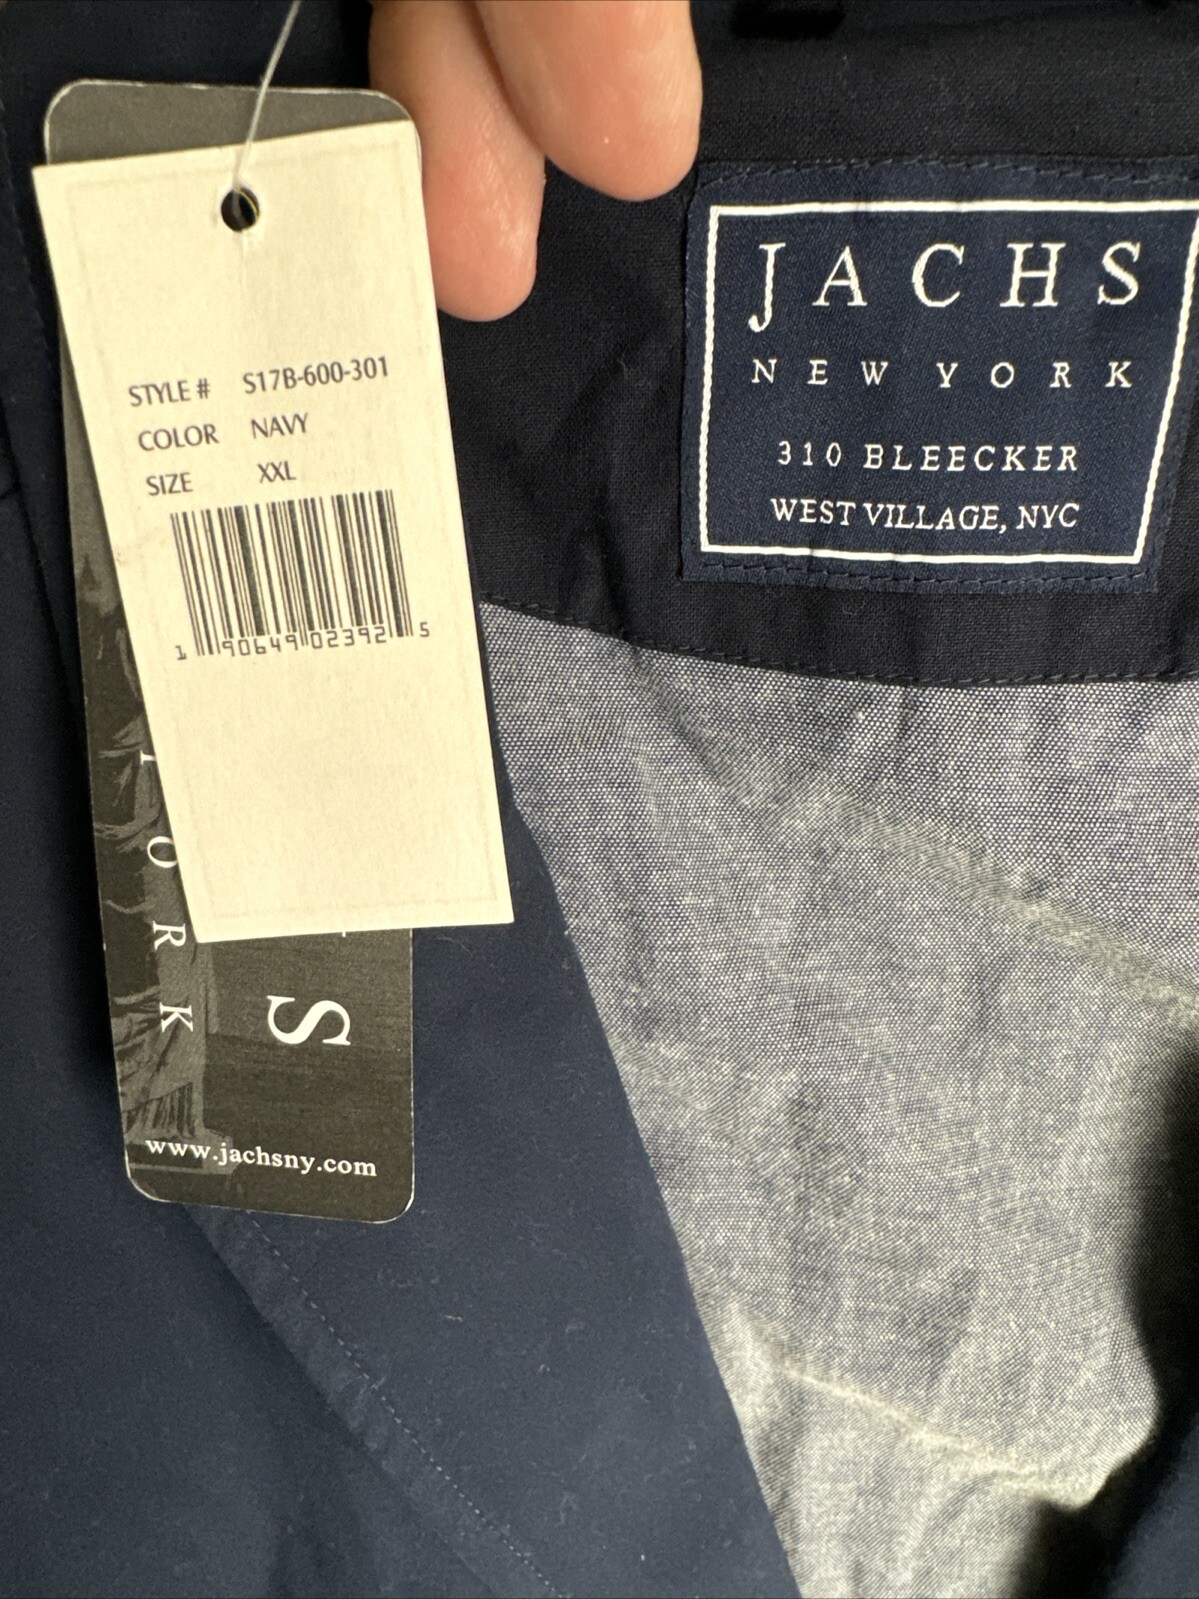 STYLE # S17B-600-301
COLOR NAVY
SIZE XXL
1 90649 02392 5
YORK
S
www.jachsny.com
JACHS
NEW YORK
310 BLEECKER
WEST VILLAGE, NYC